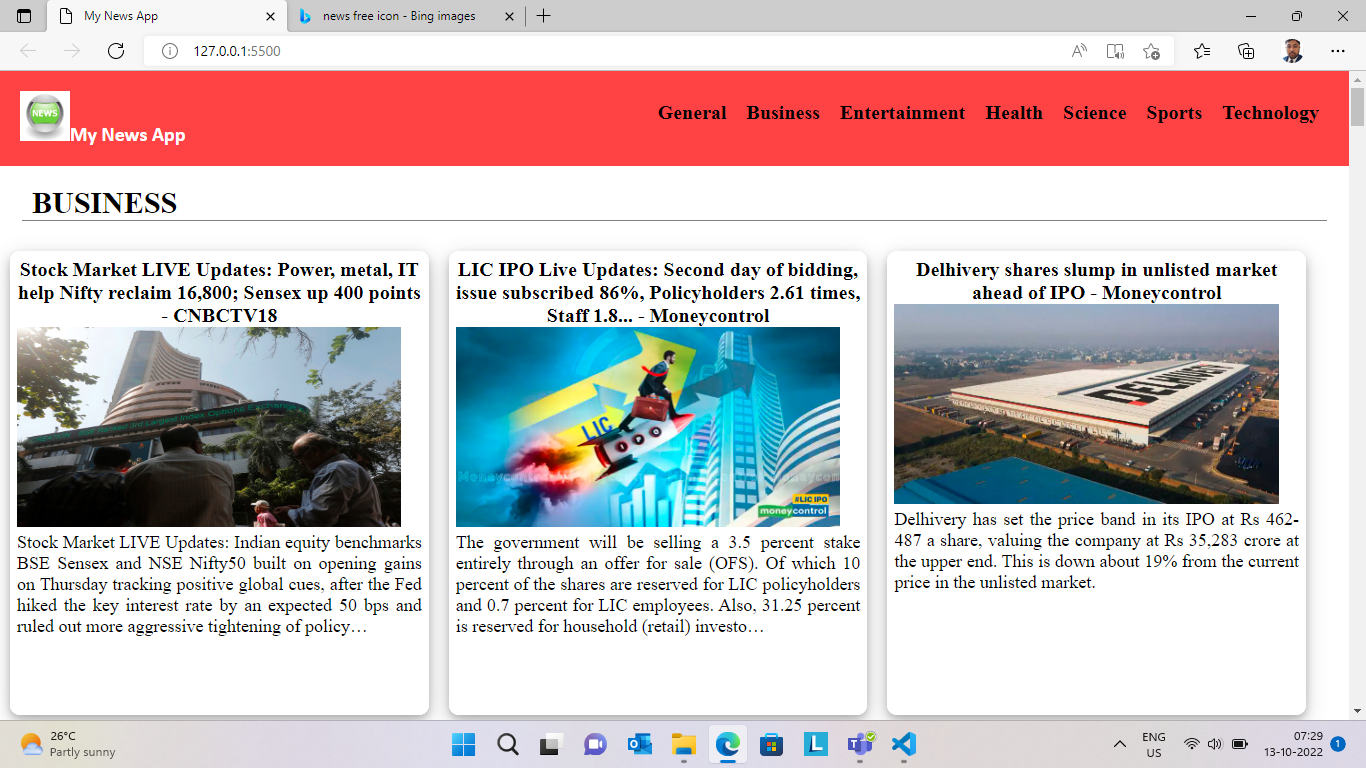 My News App
news free icon - Bing images
127.0.0.1:5500
NEWS
My News App
General Business Entertainment Health Science Sports Technology
BUSINESS
Stock Market LIVE Updates: Power, metal, IT
help Nifty reclaim 16,800; Sensex up 400 points
- CNBCTV18
Stock Market LIVE Updates: Indian equity benchmarks
BSE Sensex and NSE Nifty50 built on opening gains
on Thursday tracking positive global cues, after the Fed
hiked the key interest rate by an expected 50 bps and
ruled out more aggressive tightening of policy…
LIC IPO Live Updates: Second day of bidding,
issue subscribed 86%, Policyholders 2.61 times,
Staff 1.8... - Moneycontrol
LIC
I P O
#LIC IPO
moneycontrol
The government will be selling a 3.5 percent stake
entirely through an offer for sale (OFS). Of which 10
percent of the shares are reserved for LIC policyholders
and 0.7 percent for LIC employees. Also, 31.25 percent
is reserved for household (retail) investo…
Delhivery shares slump in unlisted market
ahead of IPO - Moneycontrol
DELHIVERY
Delhivery has set the price band in its IPO at Rs 462-
487 a share, valuing the company at Rs 35,283 crore at
the upper end. This is down about 19% from the current
price in the unlisted market.
26°C
Partly sunny
ENG
US
07:29
13-10-2022
1